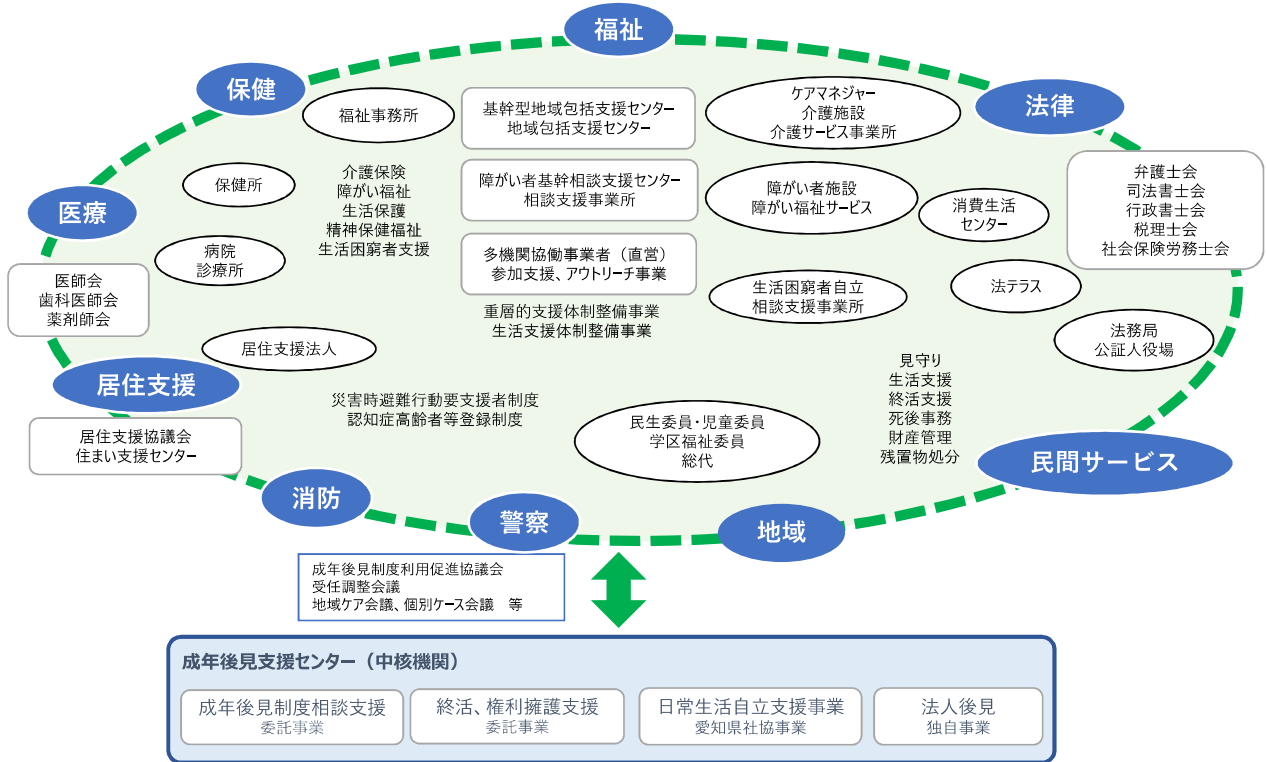 福祉
保健
法律
医療
福祉事務所
基幹型地域包括支援センター
地域包括支援センター
ケアマネジャー
介護施設
介護サービス事業所
保健所
介護保険
障がい福祉
生活保護
精神保健福祉
生活困窮者支援
障がい者基幹相談支援センター
相談支援事業所
障がい者施設
障がい福祉サービス
消費生活
センター
弁護士会
司法書士会
行政書士会
税理士会
社会保険労務士会
病院
診療所
多機関協働事業者（直営）
参加支援、アウトリーチ事業
重層的支援体制整備事業
生活支援体制整備事業
生活困窮者自立
相談支援事業所
法テラス
医師会
歯科医師会
薬剤師会
法務局
公証人役場
居住支援法人
居住支援
居住支援協議会
住まい支援センター
災害時避難行動要支援者制度
認知症高齢者等登録制度
民生委員・児童委員
学区福祉委員
総代
見守り
生活支援
終活支援
死後事務
財産管理
残置物処分
民間サービス
消防
警察
地域
成年後見制度利用促進協議会
受任調整会議
地域ケア会議、個別ケース会議　等
成年後見支援センター（中核機関）
成年後見制度相談支援
委託事業
終活、権利擁護支援
委託事業
日常生活自立支援事業
愛知県社協事業
法人後見
独自事業